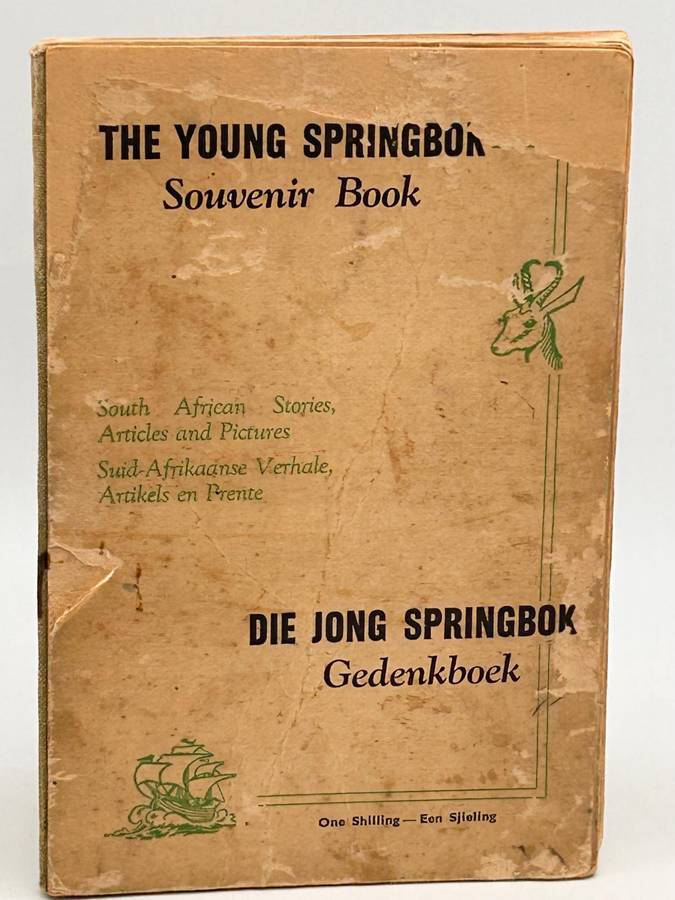 THE YOUNG SPRINGBOK
Souvenir Book
South African Stories,
Articles and Pictures
Suid-Afrikaanse Verhale,
Artikels en Prente
DIE JONG SPRINGBOK
Gedenkboek
One Shilling — Een Sjieling